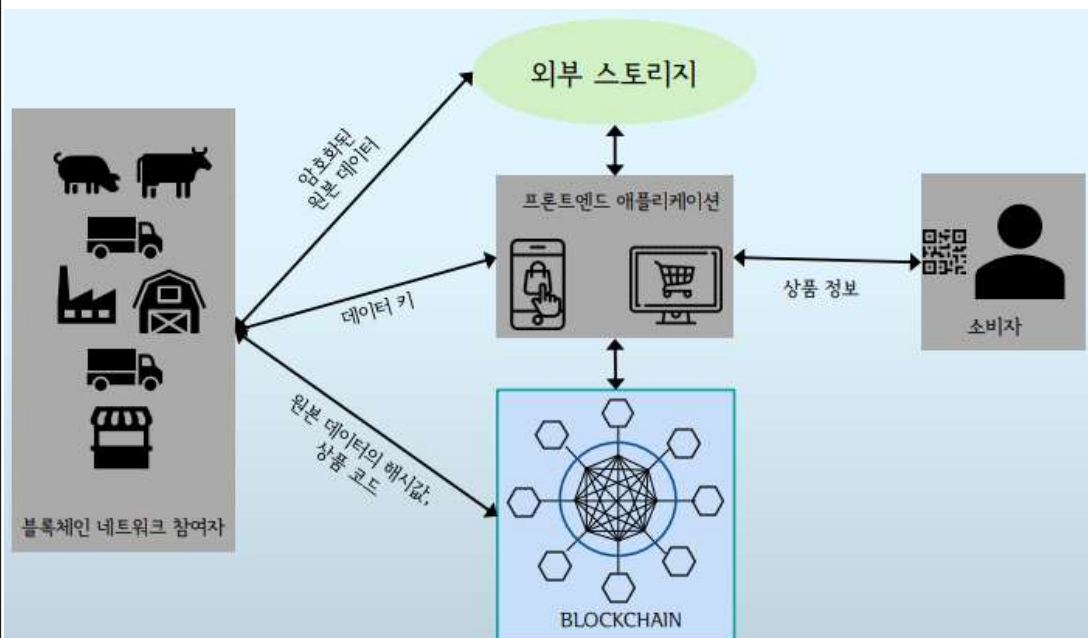 외부 스토리지
암호화된
원본 데이터
프론트엔드 애플리케이션
데이터 키
상품 정보
소비자
원본 데이터의 해시값,
상품 코드
블록체인 네트워크 참여자
BLOCKCHAIN